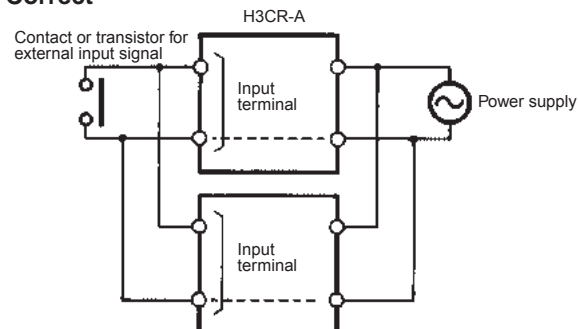 Correct
H3CR-A
Contact or transistor for
external input signal
Input
terminal
Power supply
Input
terminal